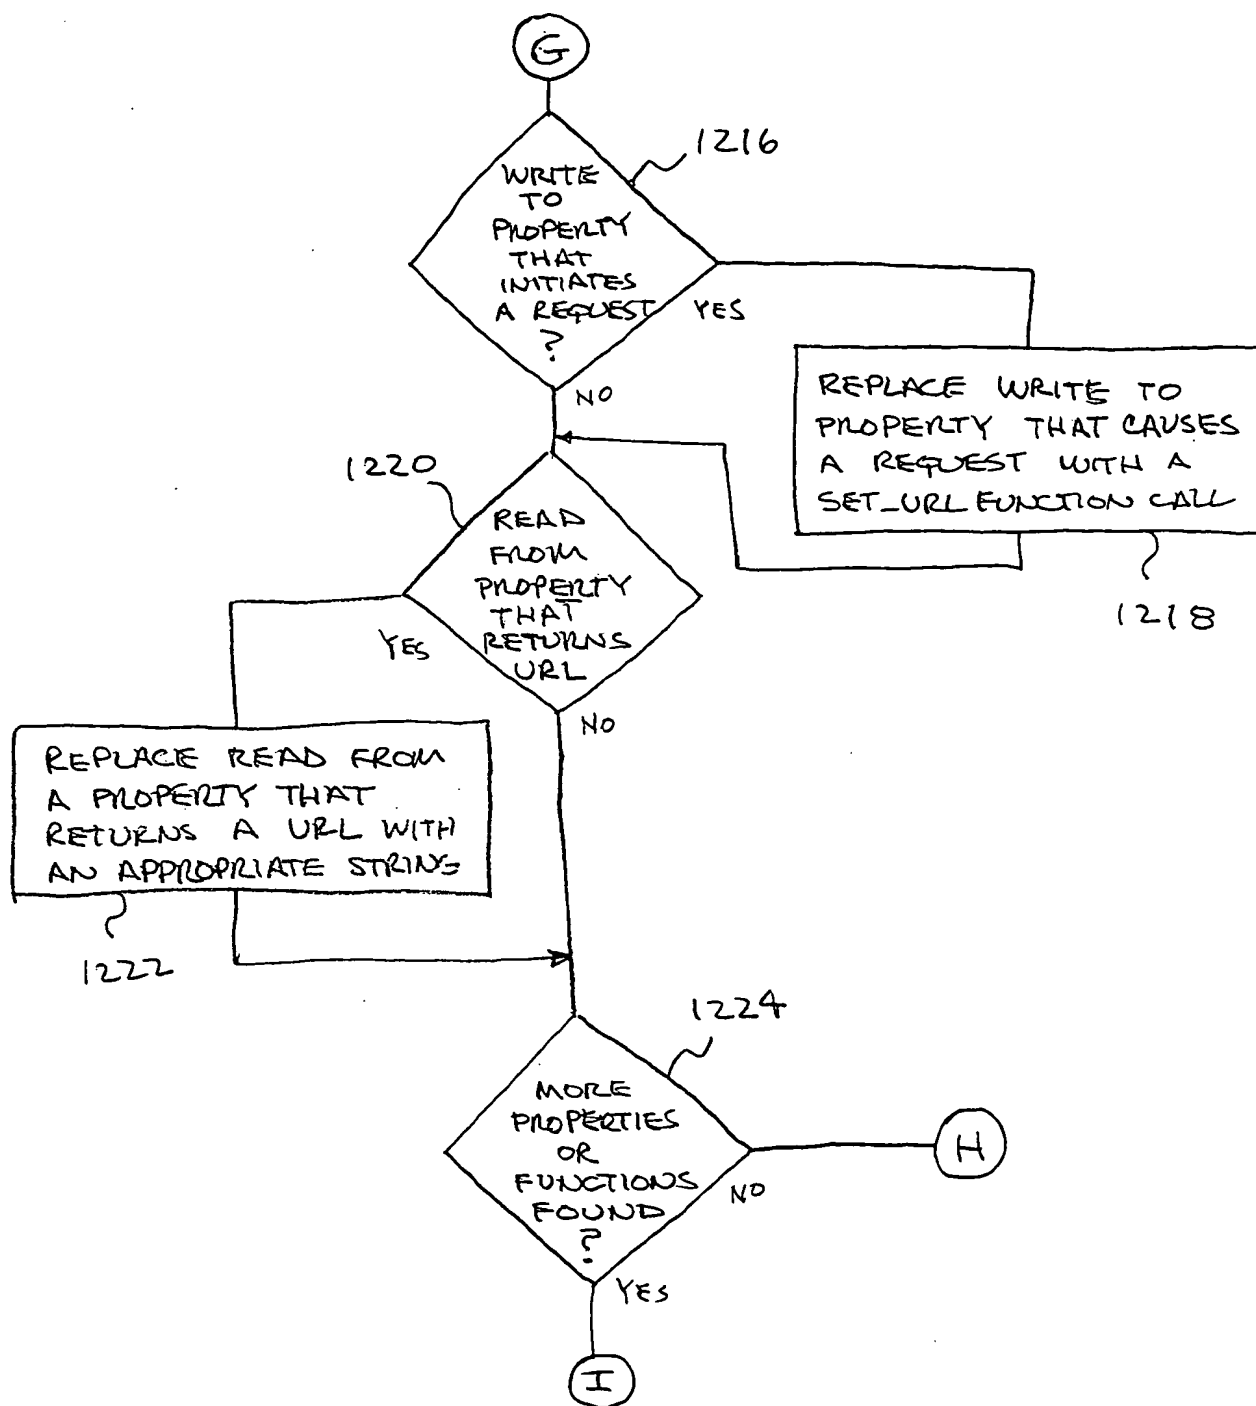 G
1216
WRITE
TO
PROPERTY
THAT
INITIATES
A REQUEST
?
YES
NO
REPLACE WRITE TO
PROPERTY THAT CAUSES
A REQUEST WITH A
SET_URL FUNCTION CALL
1218
1220
READ
FROM
PROPERTY
THAT
RETURNS
URL
YES
NO
REPLACE READ FROM
A PROPERTY THAT
RETURNS A URL WITH
AN APPROPRIATE STRING
1222
1224
MORE
PROPERTIES
OR
FUNCTIONS
FOUND
?
NO
H
YES
I